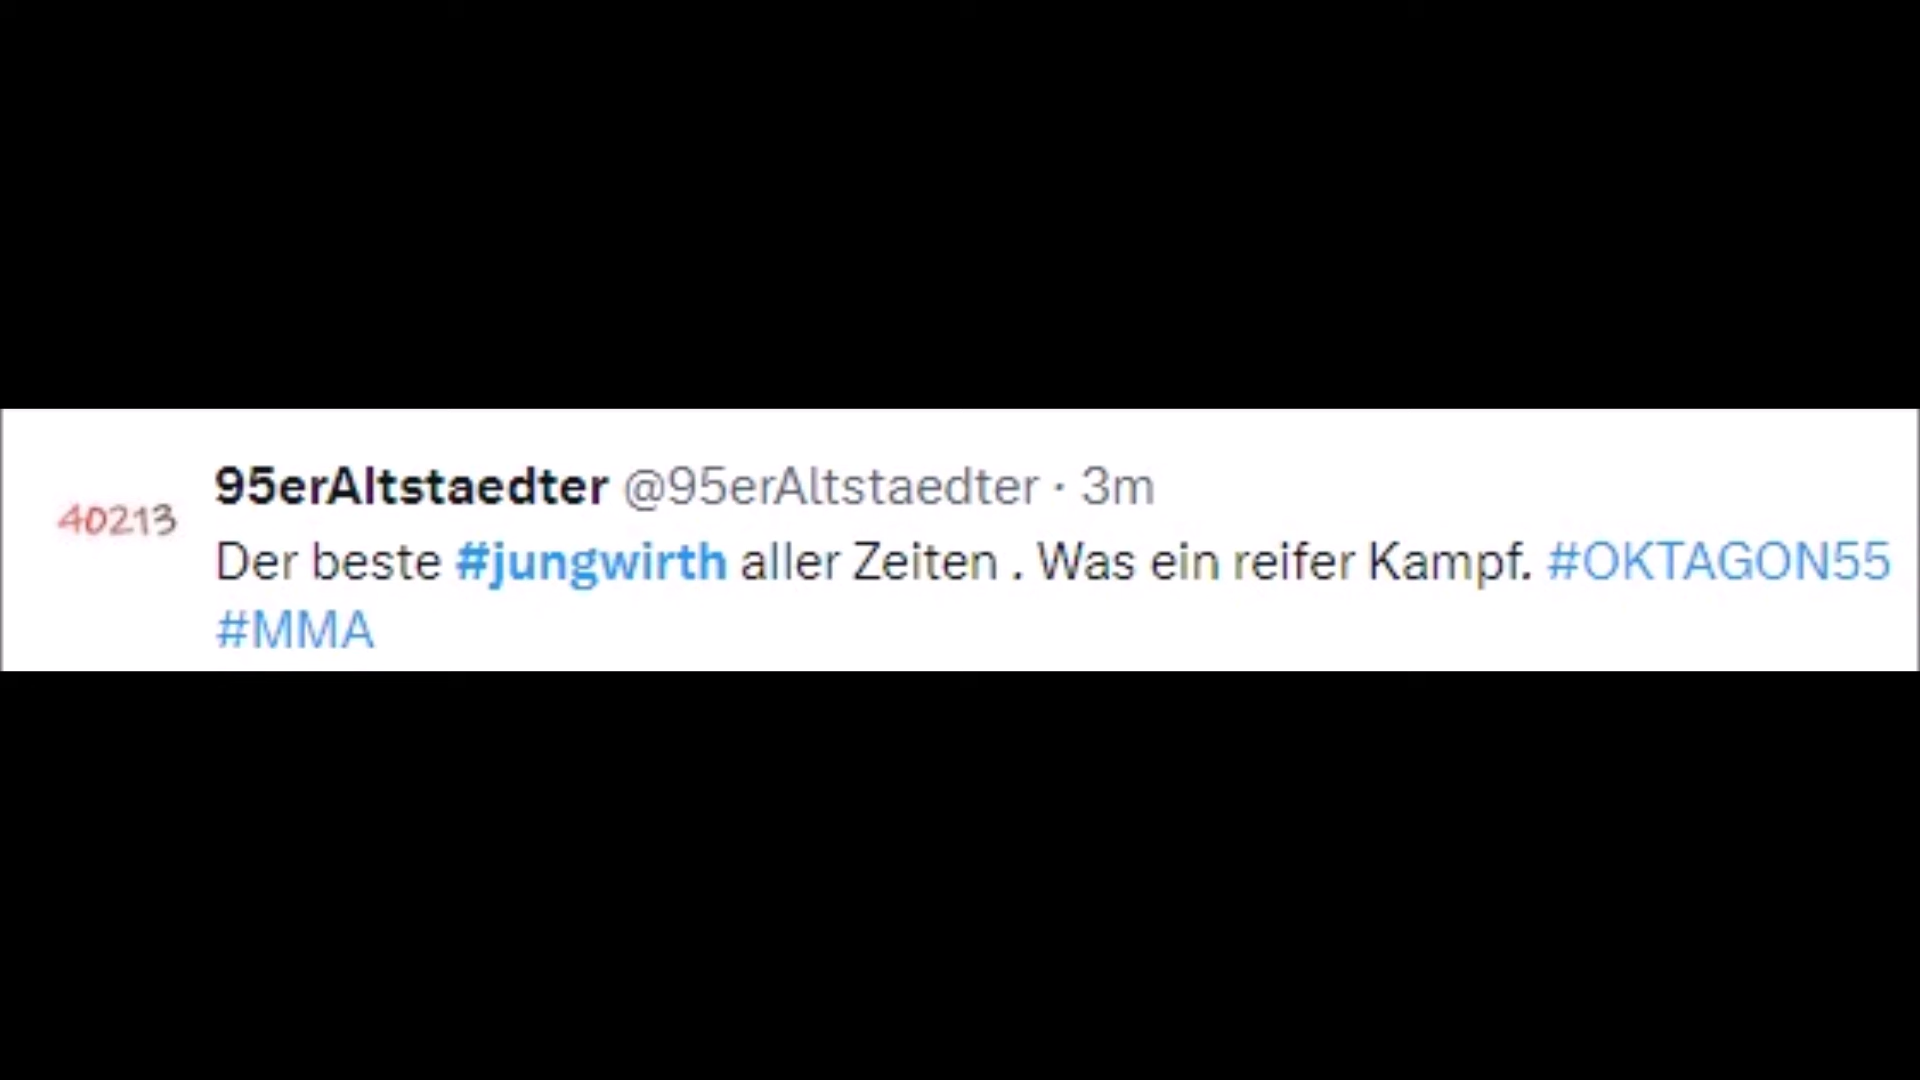 95erAltstaedter @95erAltstaedter · 3m
40213
Der beste #jungwirth aller Zeiten . Was ein reifer Kampf. #OKTAGON55
#MMA